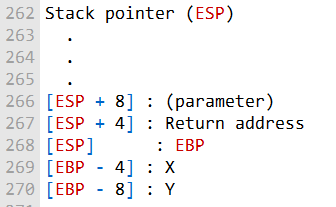 262 Stack pointer (ESP)
263 .
264 .
265 .
266 [ESP + 8] : (parameter)
267 [ESP + 4] : Return address
268 [ESP] : EBP
269 [EBP - 4] : X
270 [EBP - 8] : Y